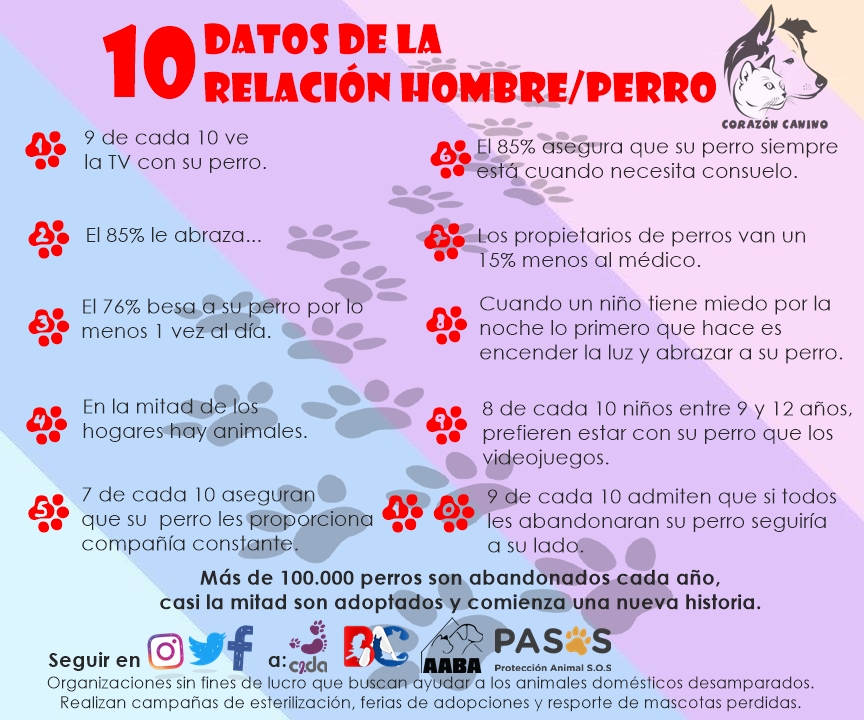 10 DATOS DE LA
RELACIÓN HOMBRE/PERRO
CORAZÓN CANINO
1 9 de cada 10 ve
la TV con su perro.
2 El 85% le abraza...
3 El 76% besa a su perro por lo
menos 1 vez al día.
4 En la mitad de los
hogares hay animales.
5 7 de cada 10 aseguran
que su perro les proporciona
compañía constante.
6 El 85% asegura que su perro siempre
está cuando necesita consuelo.
7 Los propietarios de perros van un
15% menos al médico.
8 Cuando un niño tiene miedo por la
noche lo primero que hace es
encender la luz y abrazar a su perro.
9 8 de cada 10 niños entre 9 y 12 años,
prefieren estar con su perro que los
videojuegos.
10 9 de cada 10 admiten que si todos
les abandonaran su perro seguiría
a su lado.
Más de 100.000 perros son abandonados cada año,
casi la mitad son adoptados y comienza una nueva historia.
Seguir en a:
AABA
PASOS
Protección Animal S.O.S
Organizaciones sin fines de lucro que buscan ayudar a los animales domésticos desamparados.
Realizan campañas de esterilización, ferias de adopciones y resporte de mascotas perdidas.